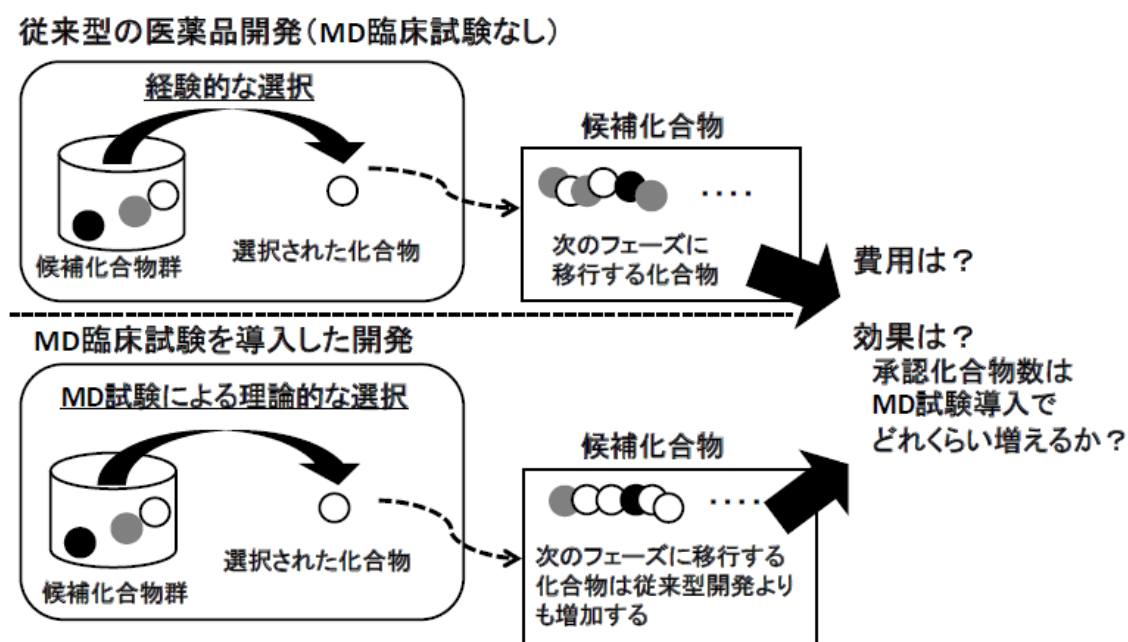 従来型の医薬品開発(MD臨床試験なし)
経験的な選択
候補化合物群
選択された化合物
候補化合物
････
次のフェーズに
移行する化合物
MD臨床試験を導入した開発
MD試験による理論的な選択
候補化合物群
選択された化合物
候補化合物
････
次のフェーズに移行する
化合物は従来型開発より
も増加する
費用は?
効果は?
承認化合物数は
MD試験導入で
どれくらい増えるか?